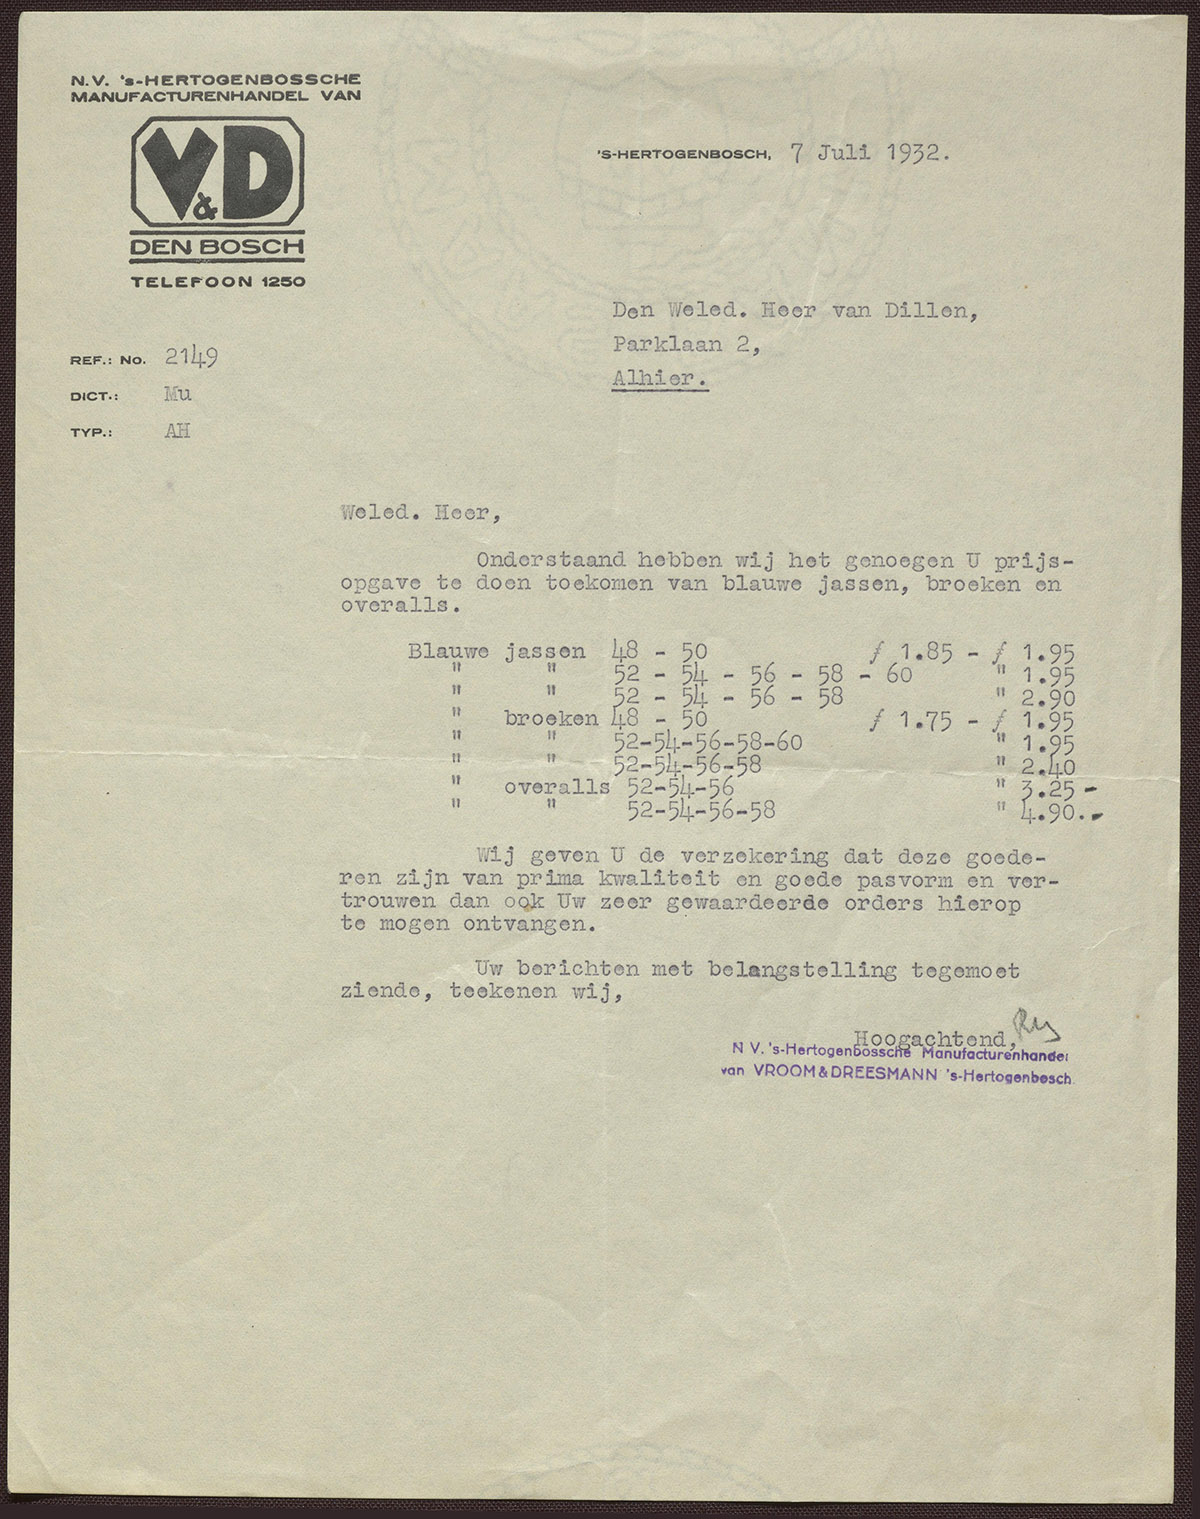 N.V. 's-HERTOGENBOSSCHE
MANUFACTURENHANDEL VAN
V&D
DEN BOSCH
TELEFOON 1250
'S-HERTOGENBOSCH, 7 Juli 1932.
Den Weled. Heer van Dillen,
Parklaan 2,
Alhier.
REF.: No. 2149
DICT.: Mu
TYP.: AH
Weled. Heer,
Onderstaand hebben wij het genoegen U prijs-
opgave te doen toekomen van blauwe jassen, broeken en
overalls.
Blauwe jassen 48 - 50 ƒ 1.85 - ƒ 1.95
" " 52 - 54 - 56 - 58 - 60 " 1.95
" " 52 - 54 - 56 - 58 " 2.90
" broeken 48 - 50 ƒ 1.75 - ƒ 1.95
" " 52-54-56-58-60 " 1.95
" " 52-54-56-58 " 2.40
" overalls 52-54-56 " 3.25 -
" " 52-54-56-58 " 4.90.-
Wij geven U de verzekering dat deze goede-
ren zijn van prima kwaliteit en goede pasvorm en ver-
trouwen dan ook Uw zeer gewaardeerde orders hierop
te mogen ontvangen.
Uw berichten met belangstelling tegemoet
ziende, teekenen wij,
Hoogachtend,
N V. 's-Hertogenbossche Manufacturenhandel
van VROOM & DREESMANN 's-Hertogenbosch.